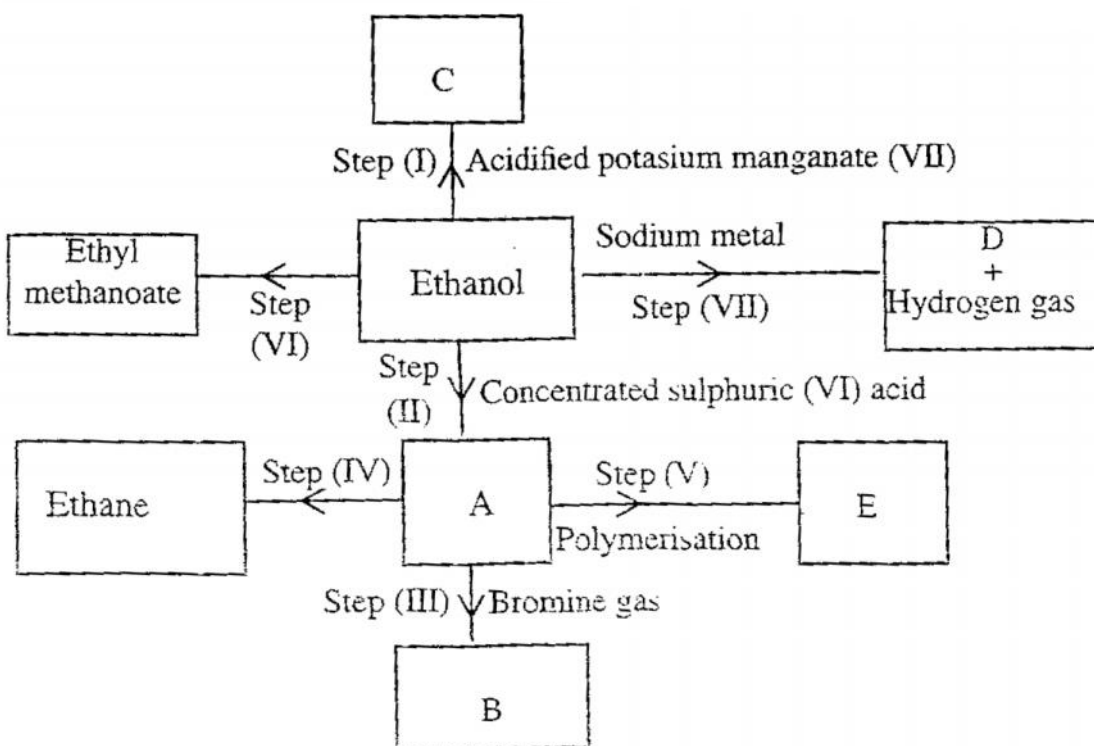 C
Step (I)
Acidified potasium manganate (VII)
Ethyl
methanoate
Step
(VI)
Ethanol
Sodium metal
Step (VII)
D
+
Hydrogen gas
Step
(II)
Concentrated sulphuric (VI) acid
Ethane
Step (IV)
A
Step (V)
Polymerisation
E
Step (III)
Bromine gas
B